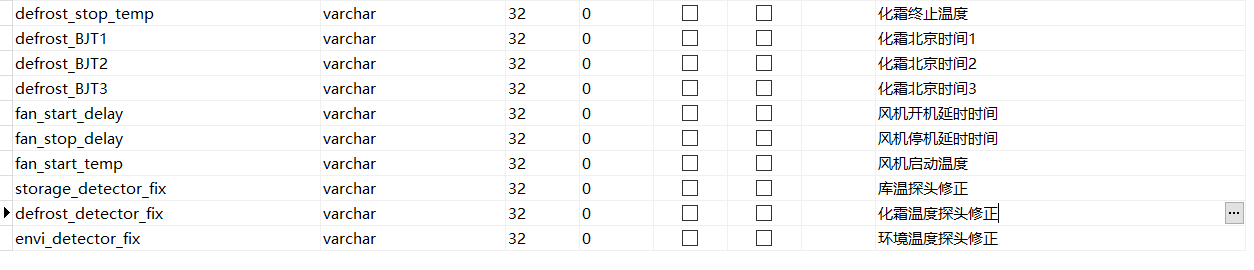 defrost_stop_temp varchar 32 0 化霜终止温度
defrost_BJT1 varchar 32 0 化霜北京时间1
defrost_BJT2 varchar 32 0 化霜北京时间2
defrost_BJT3 varchar 32 0 化霜北京时间3
fan_start_delay varchar 32 0 风机开机延时时间
fan_stop_delay varchar 32 0 风机停机延时时间
fan_start_temp varchar 32 0 风机启动温度
storage_detector_fix varchar 32 0 库温探头修正
defrost_detector_fix varchar 32 0 化霜温度探头修正
envi_detector_fix varchar 32 0 环境温度探头修正